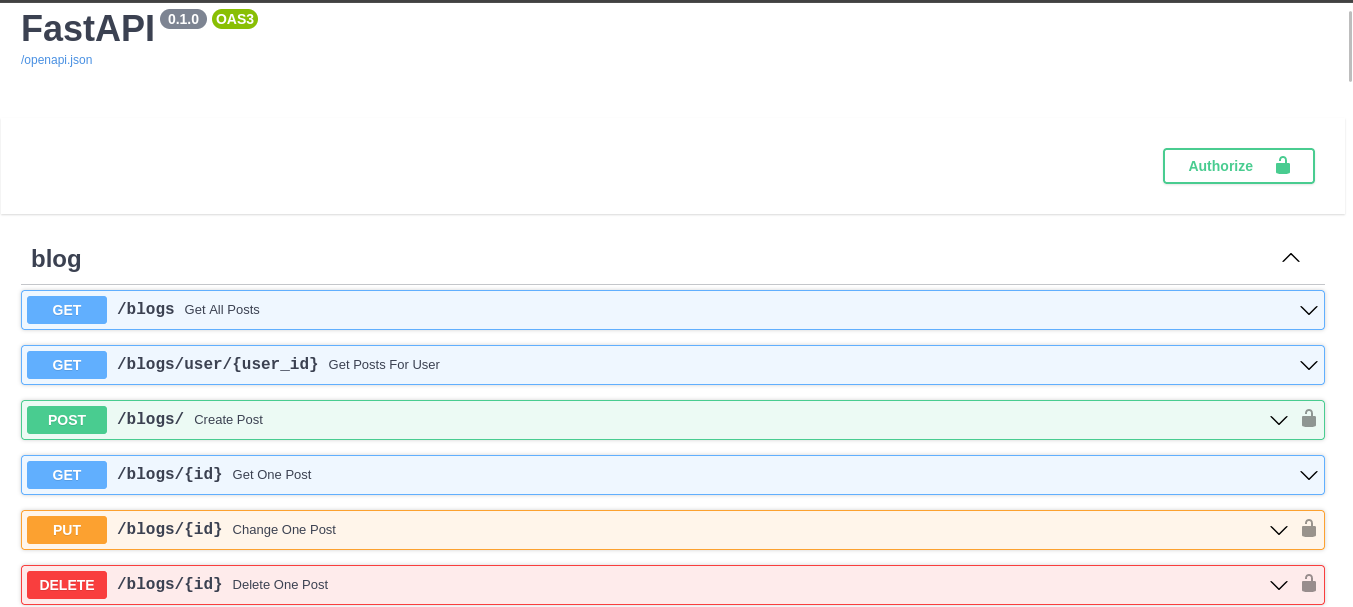 FastAPI 0.1.0 OAS3
/openapi.json
Authorize
blog
GET /blogs Get All Posts
GET /blogs/user/{user_id} Get Posts For User
POST /blogs/ Create Post
GET /blogs/{id} Get One Post
PUT /blogs/{id} Change One Post
DELETE /blogs/{id} Delete One Post